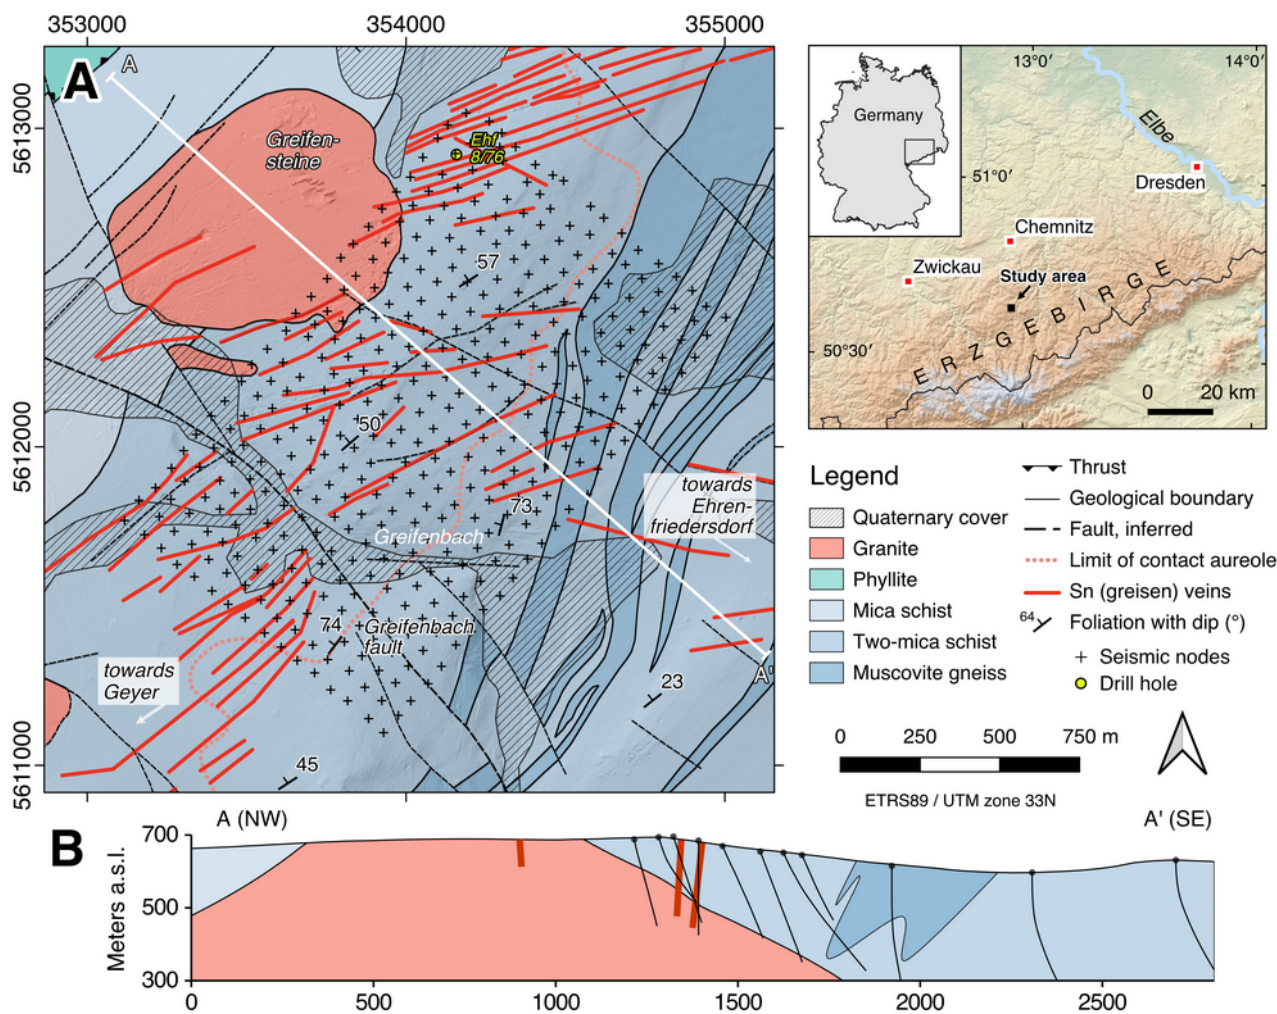 353000
354000
355000
5613000
5612000
5611000
A
A
Greifen-
steine
Ehf
8/76
57
50
73
Greifenbach
74
Greifenbach
fault
towards
Geyer
45
towards
Ehren-
friedersdorf
A'
23
13°0′
14°0′
51°0′
50°30′
Germany
Elbe
Dresden
Chemnitz
Zwickau
Study area
ERZGEBIRGE
0
20 km
Legend
Quaternary cover
Granite
Phyllite
Mica schist
Two-mica schist
Muscovite gneiss
Thrust
Geological boundary
Fault, inferred
Limit of contact aureole
Sn (greisen) veins
64
Foliation with dip (°)
Seismic nodes
Drill hole
0
250
500
750 m
ETRS89 / UTM zone 33N
B
A (NW)
A' (SE)
Meters a.s.l.
700
500
300
0
500
1000
1500
2000
2500